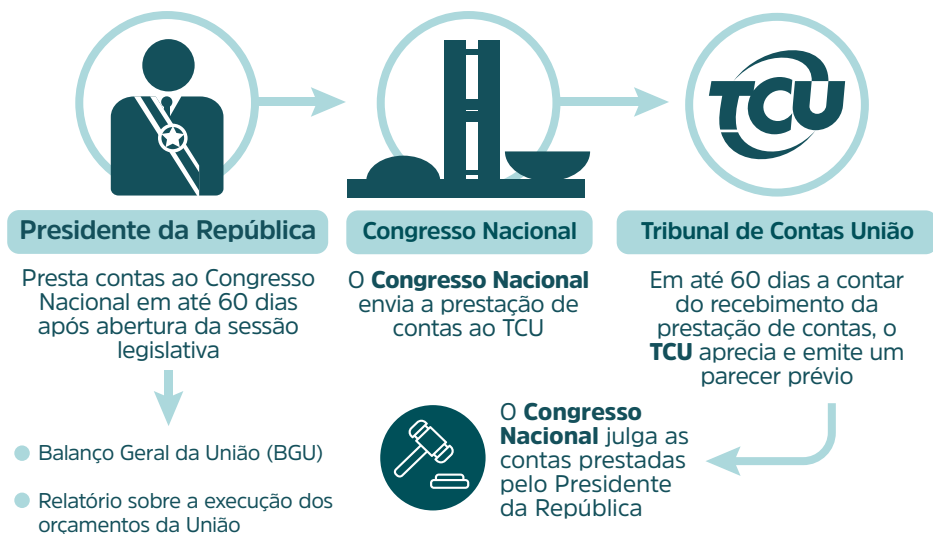 TCU
Presidente da República
Presta contas ao Congresso
Nacional em até 60 dias
após abertura da sessão
legislativa
Balanço Geral da União (BGU)
Relatório sobre a execução dos
orçamentos da União
Congresso Nacional
O Congresso Nacional
envia a prestação de
contas ao TCU
Tribunal de Contas União
Em até 60 dias a contar
do recebimento da
prestação de contas, o
TCU aprecia e emite um
parecer prévio
O Congresso
Nacional julga as
contas prestadas
pelo Presidente
da República